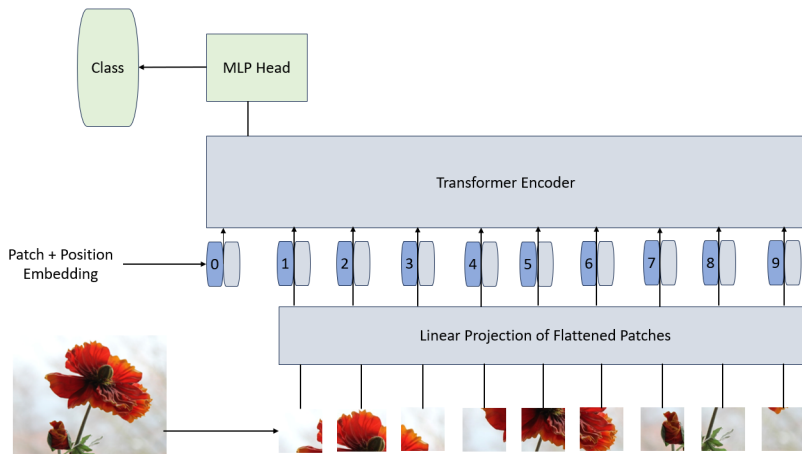 Class
MLP Head
Transformer Encoder
Patch + Position
Embedding
0 1 2 3 4 5 6 7 8 9
Linear Projection of Flattened Patches